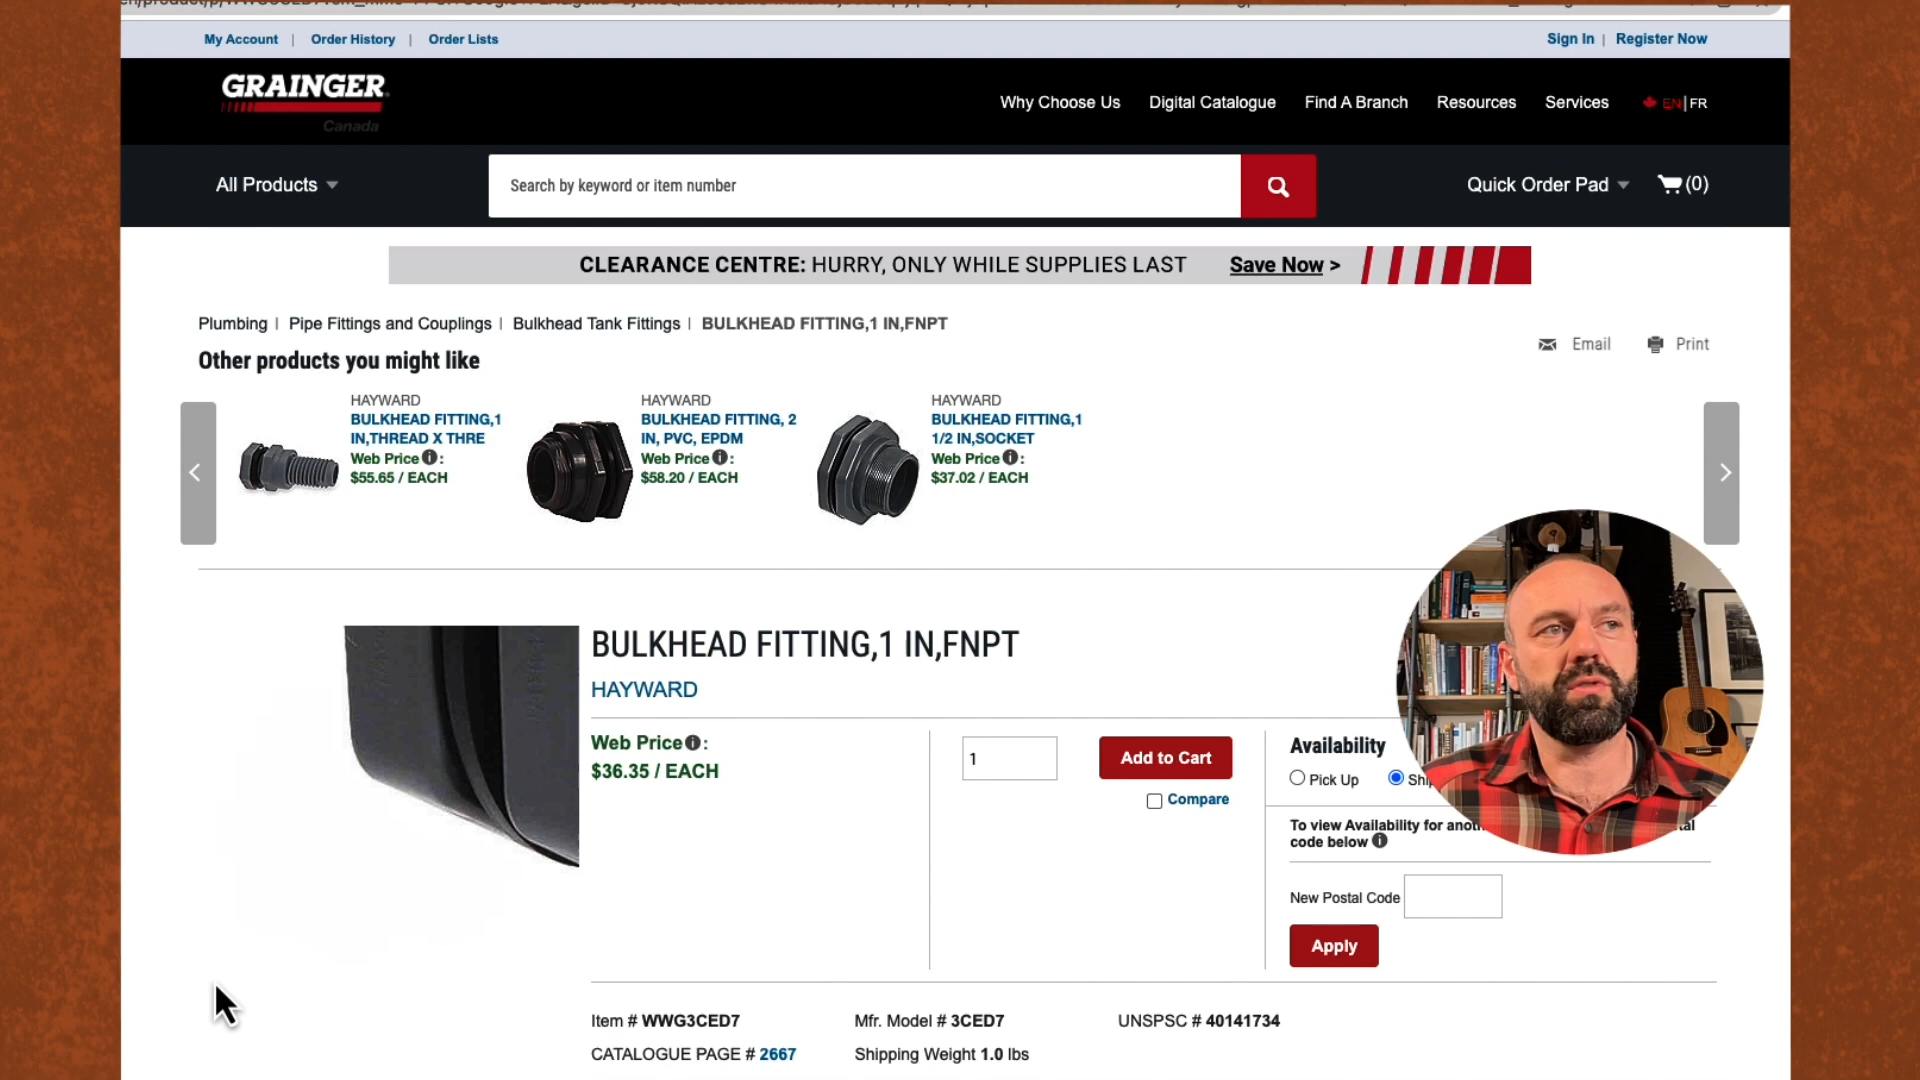 My Account | Order History | Order Lists
Sign In | Register Now
GRAINGER
Canada
Why Choose Us
Digital Catalogue
Find A Branch
Resources
Services
EN|FR
All Products
Search by keyword or item number
Quick Order Pad
(0)
CLEARANCE CENTRE: HURRY, ONLY WHILE SUPPLIES LAST
Save Now >
Plumbing | Pipe Fittings and Couplings | Bulkhead Tank Fittings | BULKHEAD FITTING,1 IN,FNPT
Email
Print
Other products you might like
HAYWARD
BULKHEAD FITTING,1
IN,THREAD X THRE
Web Price i :
$55.65 / EACH
HAYWARD
BULKHEAD FITTING, 2
IN, PVC, EPDM
Web Price i :
$58.20 / EACH
HAYWARD
BULKHEAD FITTING,1
1/2 IN,SOCKET
Web Price i :
$37.02 / EACH
BULKHEAD FITTING,1 IN,FNPT
HAYWARD
Web Price i :
$36.35 / EACH
1
Add to Cart
Compare
Availability
Pick Up
To view Availability for
code below i
New Postal Code
Apply
Item # WWG3CED7
Mfr. Model # 3CED7
UNSPSC # 40141734
CATALOGUE PAGE # 2667
Shipping Weight 1.0 lbs